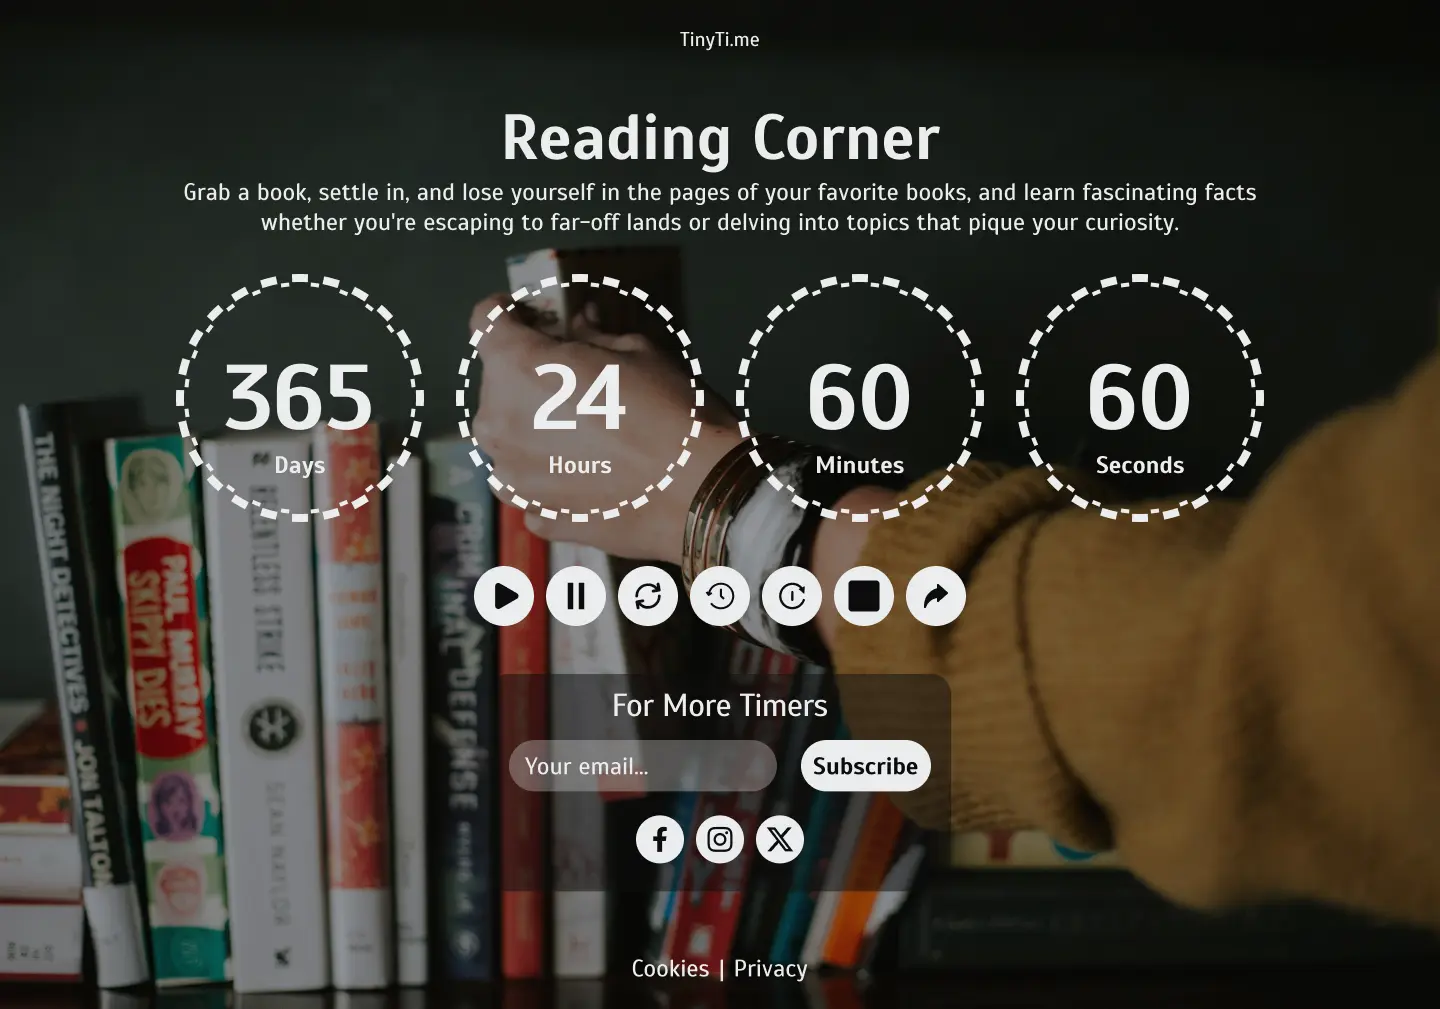 TinyTi.me
Reading Corner
Grab a book, settle in, and lose yourself in the pages of your favorite books, and learn fascinating facts
whether you're escaping to far-off lands or delving into topics that pique your curiosity.
365
Days
24
Hours
60
Minutes
60
Seconds
THE NIGHT DETECTIVES • JON TALTON
PAUL MURRAY
SKIPPY DIES
RELENTLESS STRIKE
SEAN NAYLOR
A CRIMINAL DEFENSE
For More Timers
Your email...
Subscribe
Cookies | Privacy